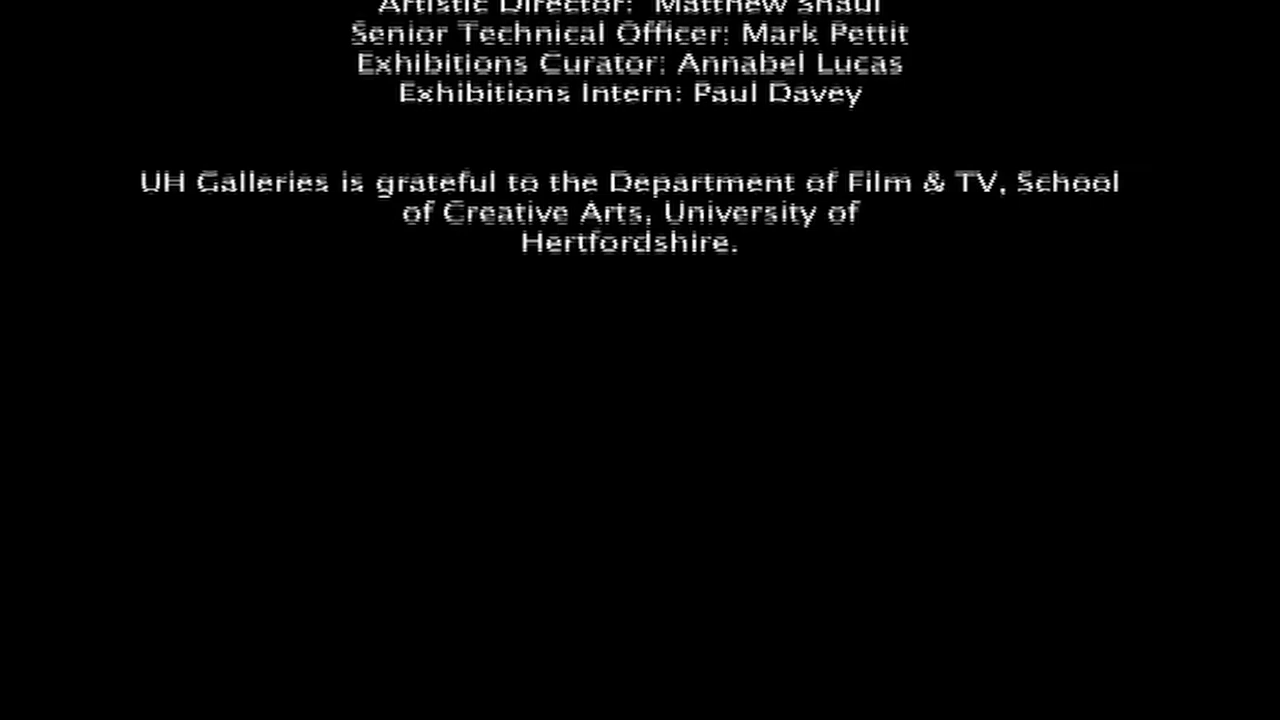 Artistic Director: Matthew Shaul
Senior Technical Officer: Mark Pettit
Exhibitions Curator: Annabel Lucas
Exhibitions Intern: Paul Davey
UH Galleries is grateful to the Department of Film & TV, School
of Creative Arts, University of
Hertfordshire.